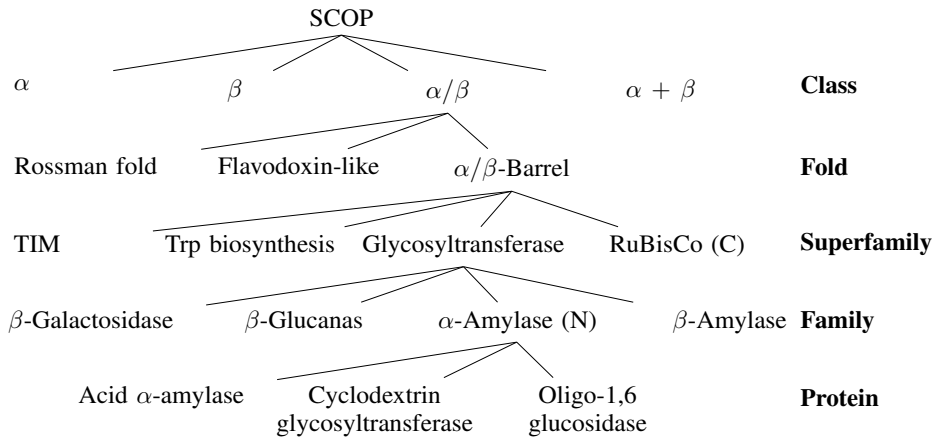 SCOP
α β α/β α + β Class
Rossman fold Flavodoxin-like α/β-Barrel Fold
TIM Trp biosynthesis Glycosyltransferase RuBisCo (C) Superfamily
β-Galactosidase β-Glucanas α-Amylase (N) β-Amylase Family
Acid α-amylase Cyclodextrin Oligo-1,6 Protein
glycosyltransferase glucosidase